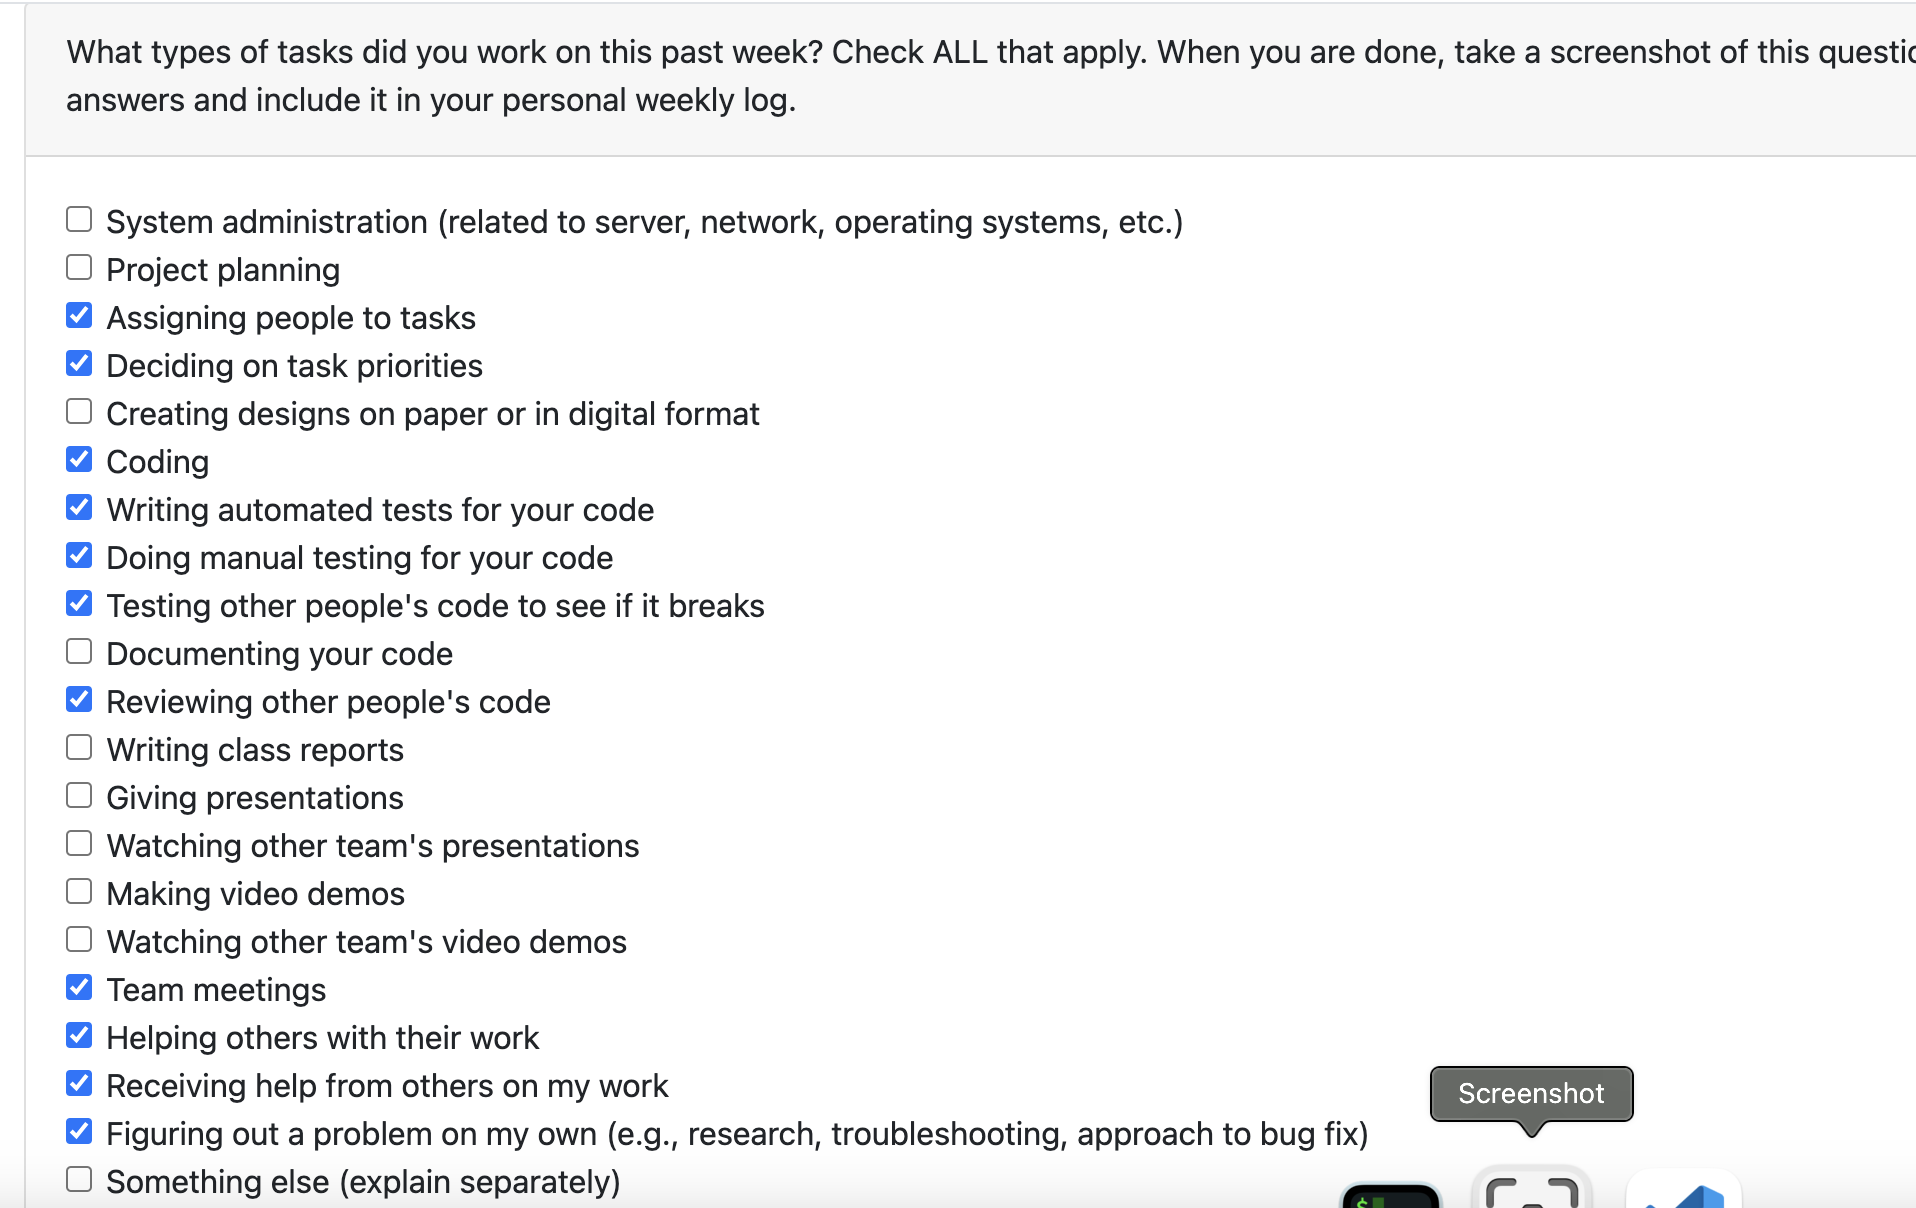 What types of tasks did you work on this past week? Check ALL that apply. When you are done, take a screenshot of this
answers and include it in your personal weekly log.
System administration (related to server, network, operating systems, etc.)
Project planning
Assigning people to tasks
Deciding on task priorities
Creating designs on paper or in digital format
Coding
Writing automated tests for your code
Doing manual testing for your code
Testing other people's code to see if it breaks
Documenting your code
Reviewing other people's code
Writing class reports
Giving presentations
Watching other team's presentations
Making video demos
Watching other team's video demos
Team meetings
Helping others with their work
Receiving help from others on my work
Screenshot
Figuring out a problem on my own (e.g., research, troubleshooting, approach to bug fix)
Something else (explain separately)
$